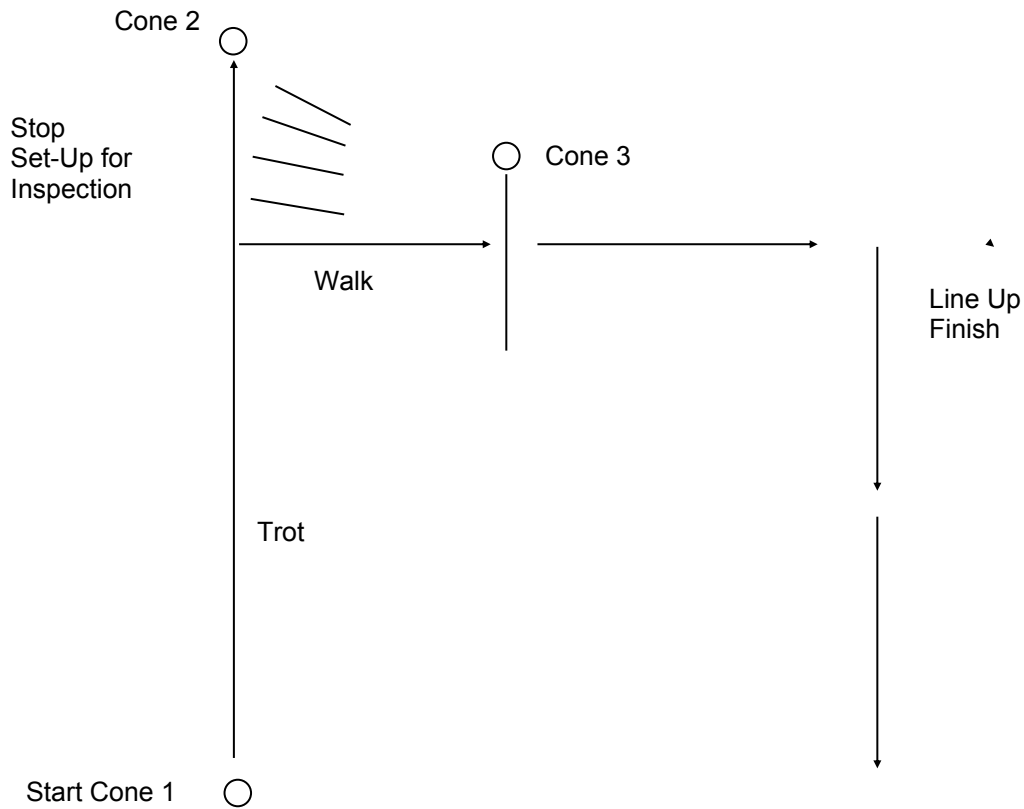 Cone 2
Stop
Set-Up for
Inspection
Cone 3
Walk
Line Up
Finish
Trot
Start Cone 1